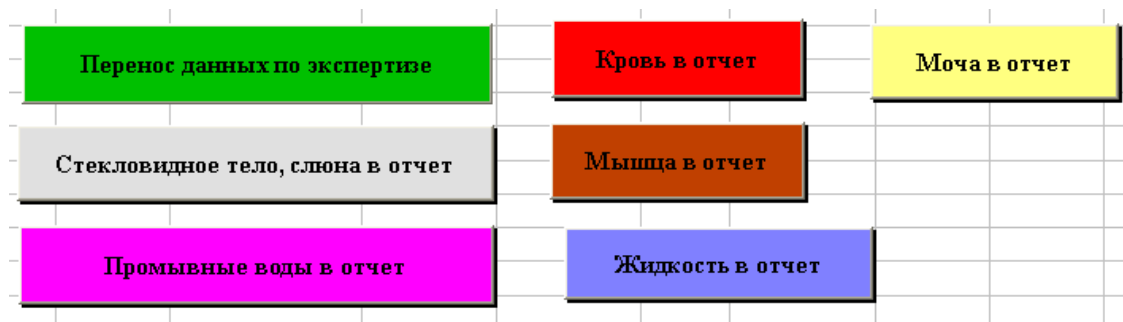 Перенос данных по экспертизе
Кровь в отчет
Моча в отчет
Стекловидное тело, слюна в отчет
Мышца в отчет
Промывные воды в отчет
Жидкость в отчет